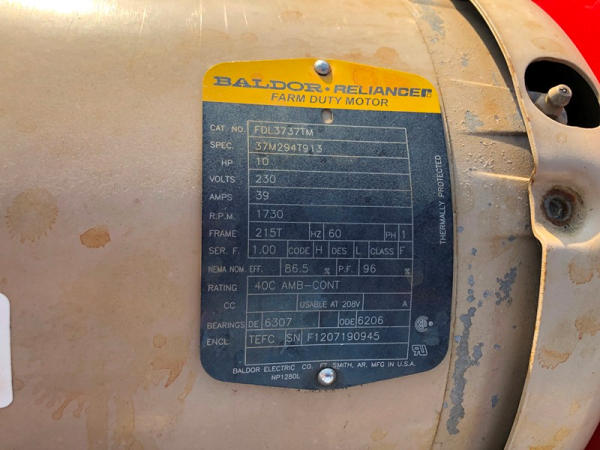 BALDOR • RELIANCE
FARM DUTY MOTOR
CAT. NO. FDL3737TM
SPEC. 37M294T913
HP 10
VOLTS 230
AMPS 39
R.P.M. 1730
FRAME 215T HZ 60 PH 1
SER. F. 1.00 CODE H DES L CLASS F
NEMA NOM. EFF. 86.5 % P.F. 96 %
RATING 40C AMB-CONT
CC USABLE AT 208V A
BEARINGS DE 6307 ODE 6206
ENCL TEFC SN F1207190945
BALDOR ELECTRIC CO. FT. SMITH, AR. MFG IN U.S.A.
NP1280L
THERMALLY PROTECTED